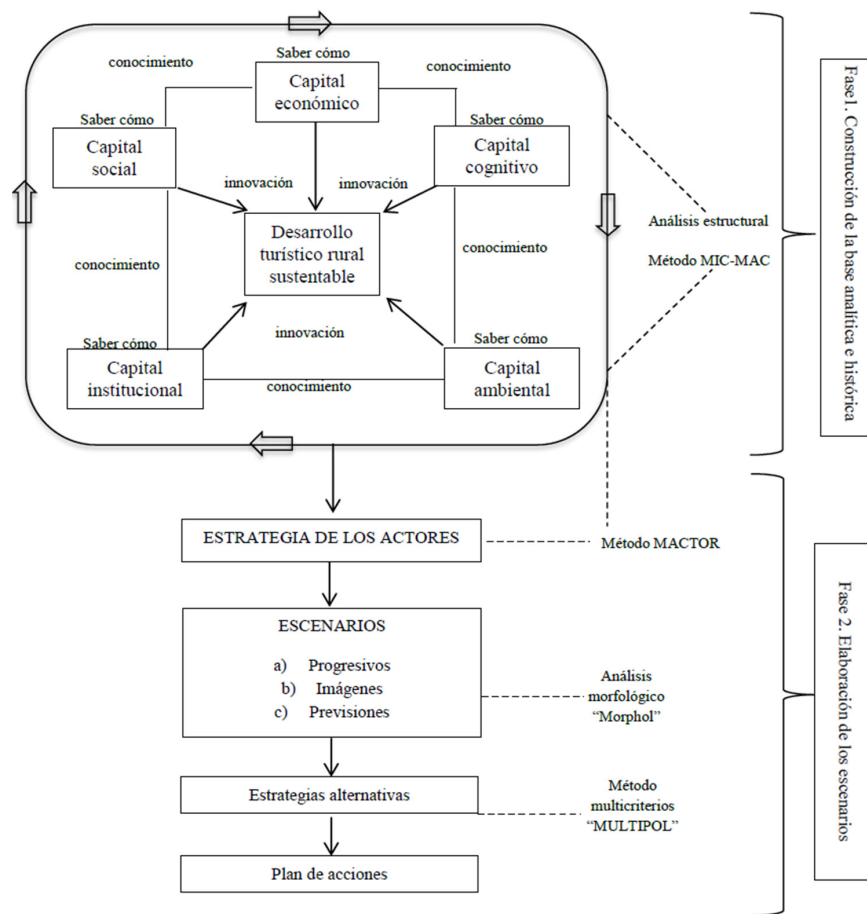 Saber cómo
conocimiento
conocimiento
Capital
económico
Saber cómo
Saber cómo
Capital
social
Capital
cognitivo
innovación
innovación
Desarrollo
turístico rural
sustentable
conocimiento
conocimiento
innovación
Saber cómo
Saber cómo
Capital
institucional
conocimiento
Capital
ambiental
Análisis estructural
Método MIC-MAC
Fase1. Construcción de la base
analítica e histórica
ESTRATEGIA DE LOS ACTORES
Método MACTOR
ESCENARIOS
a) Progresivos
b) Imágenes
c) Previsiones
Análisis
morfológico
“Morphol”
Estrategias alternativas
Método
multicriterios
“MULTIPOL”
Plan de acciones
Fase 2. Elaboración de los escenarios